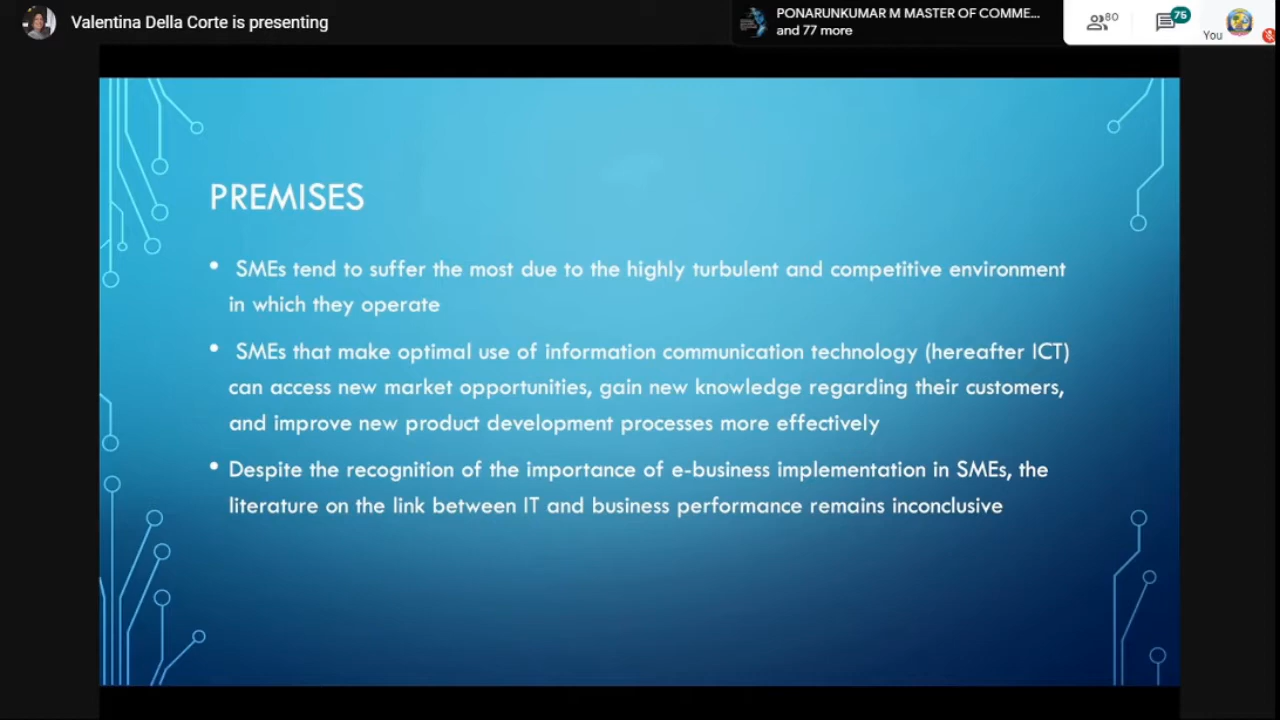 Valentina Della Corte is presenting
PONARUNKUMAR M MASTER OF COMME...
and 77 more
80
75
You
PREMISES
• SMEs tend to suffer the most due to the highly turbulent and competitive environment
in which they operate
• SMEs that make optimal use of information communication technology (hereafter ICT)
can access new market opportunities, gain new knowledge regarding their customers,
and improve new product development processes more effectively
• Despite the recognition of the importance of e-business implementation in SMEs, the
literature on the link between IT and business performance remains inconclusive